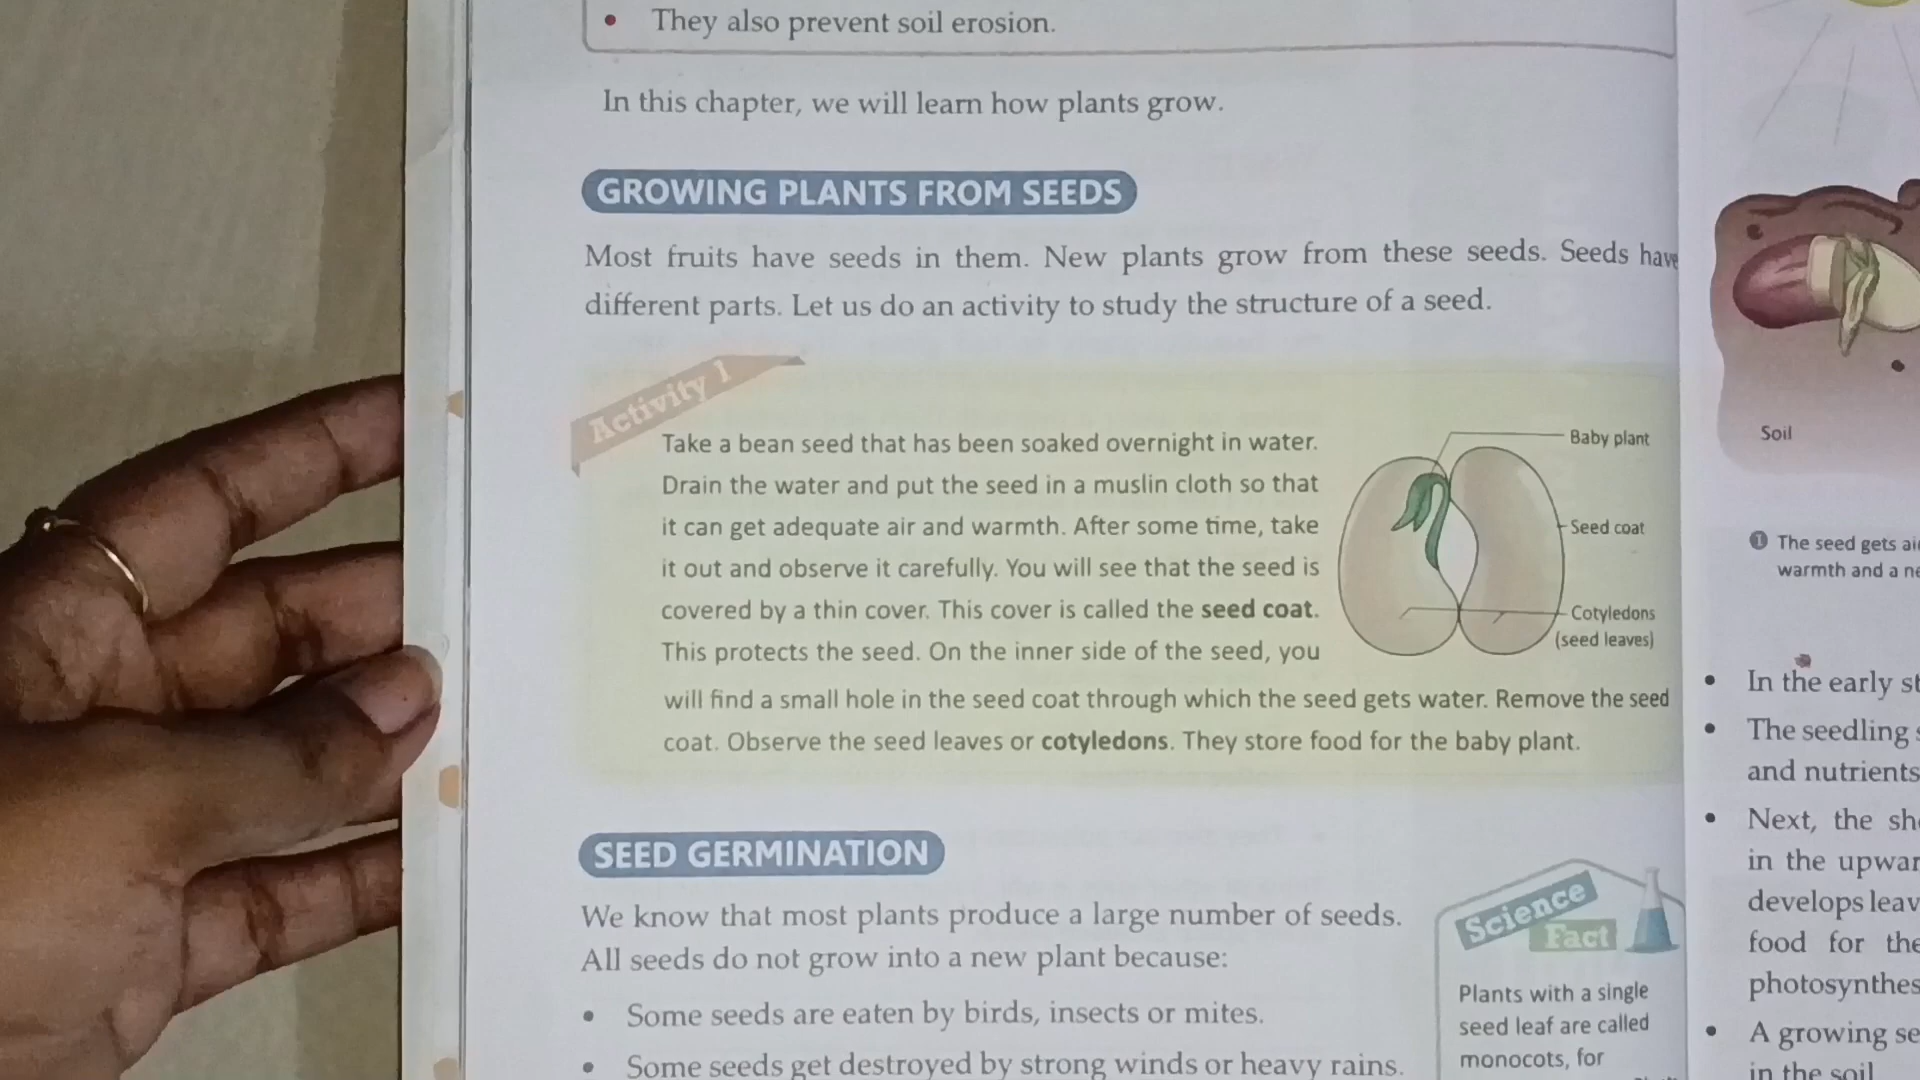 They also prevent soil erosion.
In this chapter, we will learn how plants grow.
GROWING PLANTS FROM SEEDS
Most fruits have seeds in them. New plants grow from these seeds. Seeds have
different parts. Let us do an activity to study the structure of a seed.
Activity 1
Take a bean seed that has been soaked overnight in water.
Drain the water and put the seed in a muslin cloth so that
it can get adequate air and warmth. After some time, take
it out and observe it carefully. You will see that the seed is
covered by a thin cover. This cover is called the seed coat.
This protects the seed. On the inner side of the seed, you
will find a small hole in the seed coat through which the seed gets water. Remove the seed
coat. Observe the seed leaves or cotyledons. They store food for the baby plant.
Baby plant
Seed coat
Cotyledons
(seed leaves)
SEED GERMINATION
We know that most plants produce a large number of seeds.
All seeds do not grow into a new plant because:
• Some seeds are eaten by birds, insects or mites.
• Some seeds get destroyed by strong winds or heavy rains.
Science
Fact
Plants with a single
seed leaf are called
monocots, for
Soil
1 The seed gets
warmth and a
• In the early
• The seedling
and nutrients
• Next, the
in the
develops
food for the
• A growing
in the soil